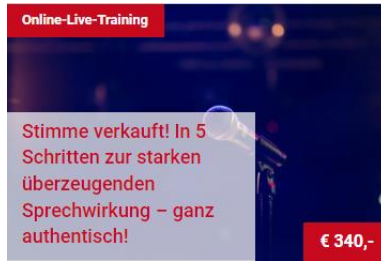 Online-Live-Training
Stimme verkauft! In 5
Schritten zur starken
überzeugenden
Sprechwirkung – ganz
authentisch!
€ 340,-